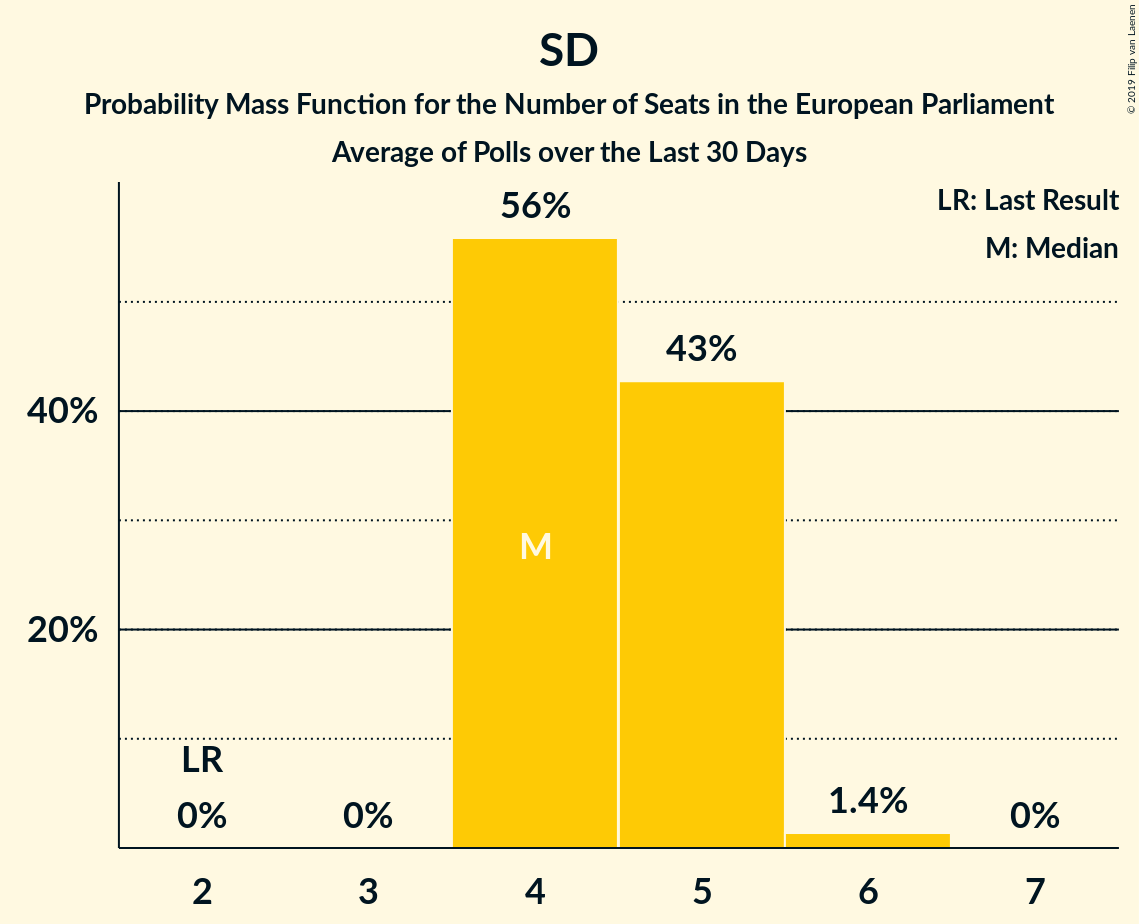 SD
Probability Mass Function for the Number of Seats in the European Parliament
Average of Polls over the Last 30 Days
© 2019 Filip van Laenen
LR: Last Result
M: Median
56%
43%
40%
M
20%
LR
0%
0%
1.4%
0%
2
3
4
5
6
7